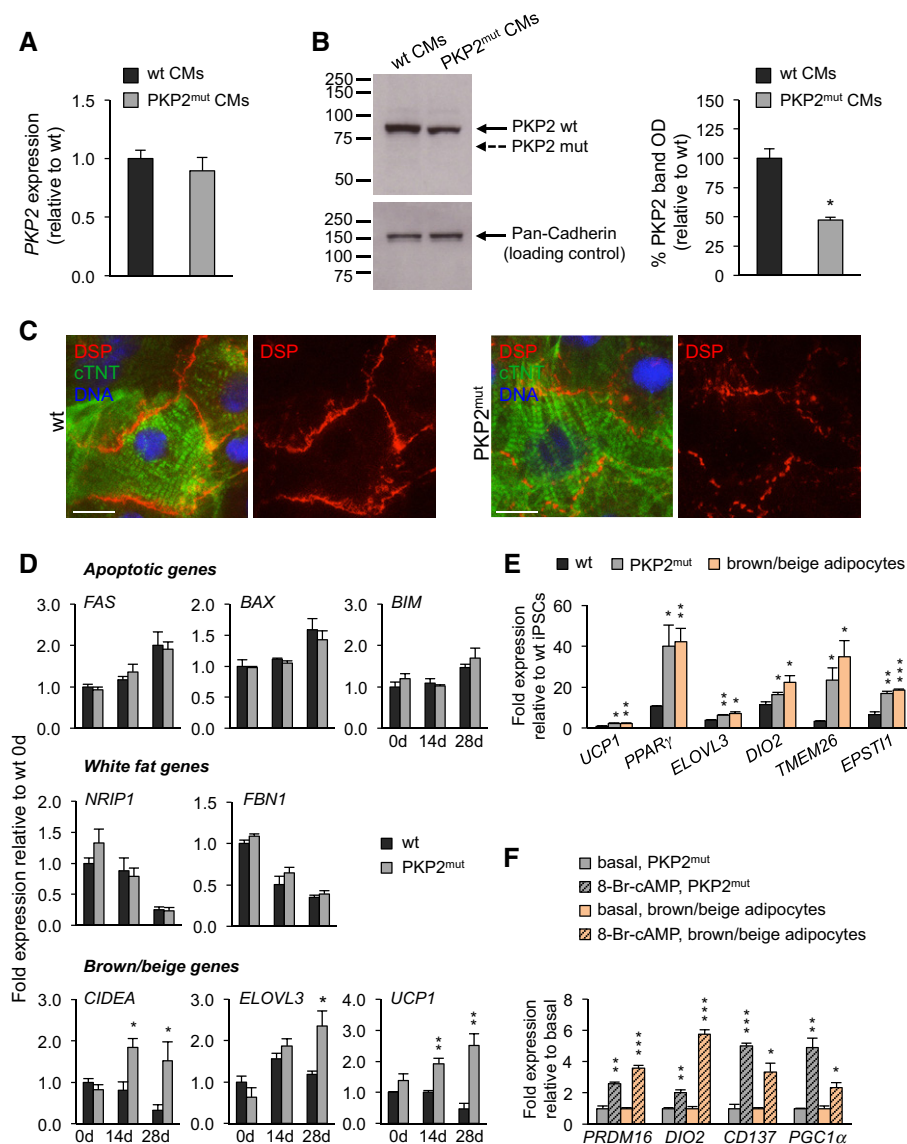 A
wt CMs
PKP2mut CMs
PKP2 expression
(relative to wt)
1.5
1.0
0.5
0.0
B
wt CMs
PKP2mut CMs
250
150
100
75
50
PKP2 wt
PKP2 mut
250
150
100
75
Pan-Cadherin
(loading control)
wt CMs
PKP2mut CMs
% PKP2 band OD
(relative to wt)
150
125
100
75
50
25
0
*
C
wt
DSP
cTNT
DNA
DSP
PKP2mut
DSP
cTNT
DNA
DSP
D
Fold expression relative to wt 0d
Apoptotic genes
FAS
3.0
2.0
1.0
0.0
BAX
2.0
1.5
1.0
0.5
0.0
BIM
3.0
2.0
1.0
0.0
0d 14d 28d
White fat genes
NRIP1
2.0
1.5
1.0
0.5
0.0
FBN1
1.5
1.0
0.5
0.0
wt
PKP2mut
Brown/beige genes
CIDEA
3.0
2.0
1.0
0.0
* *
0d 14d 28d
ELOVL3
3.0
2.0
1.0
0.0
*
0d 14d 28d
UCP1
4.0
3.0
2.0
1.0
0.0
** **
0d 14d 28d
E
wt PKP2mut brown/beige adipocytes
Fold expression
relative to wt iPSCs
60
40
20
0
* ** * ** ** * * * * * ** ***
UCP1 PPARγ ELOVL3 DIO2 TMEM26 EPSTI1
F
basal, PKP2mut
8-Br-cAMP, PKP2mut
basal, brown/beige adipocytes
8-Br-cAMP, brown/beige adipocytes
Fold expression
relative to basal
8
6
4
2
0
** *** ** *** *** * ** *
PRDM16 DIO2 CD137 PGC1α